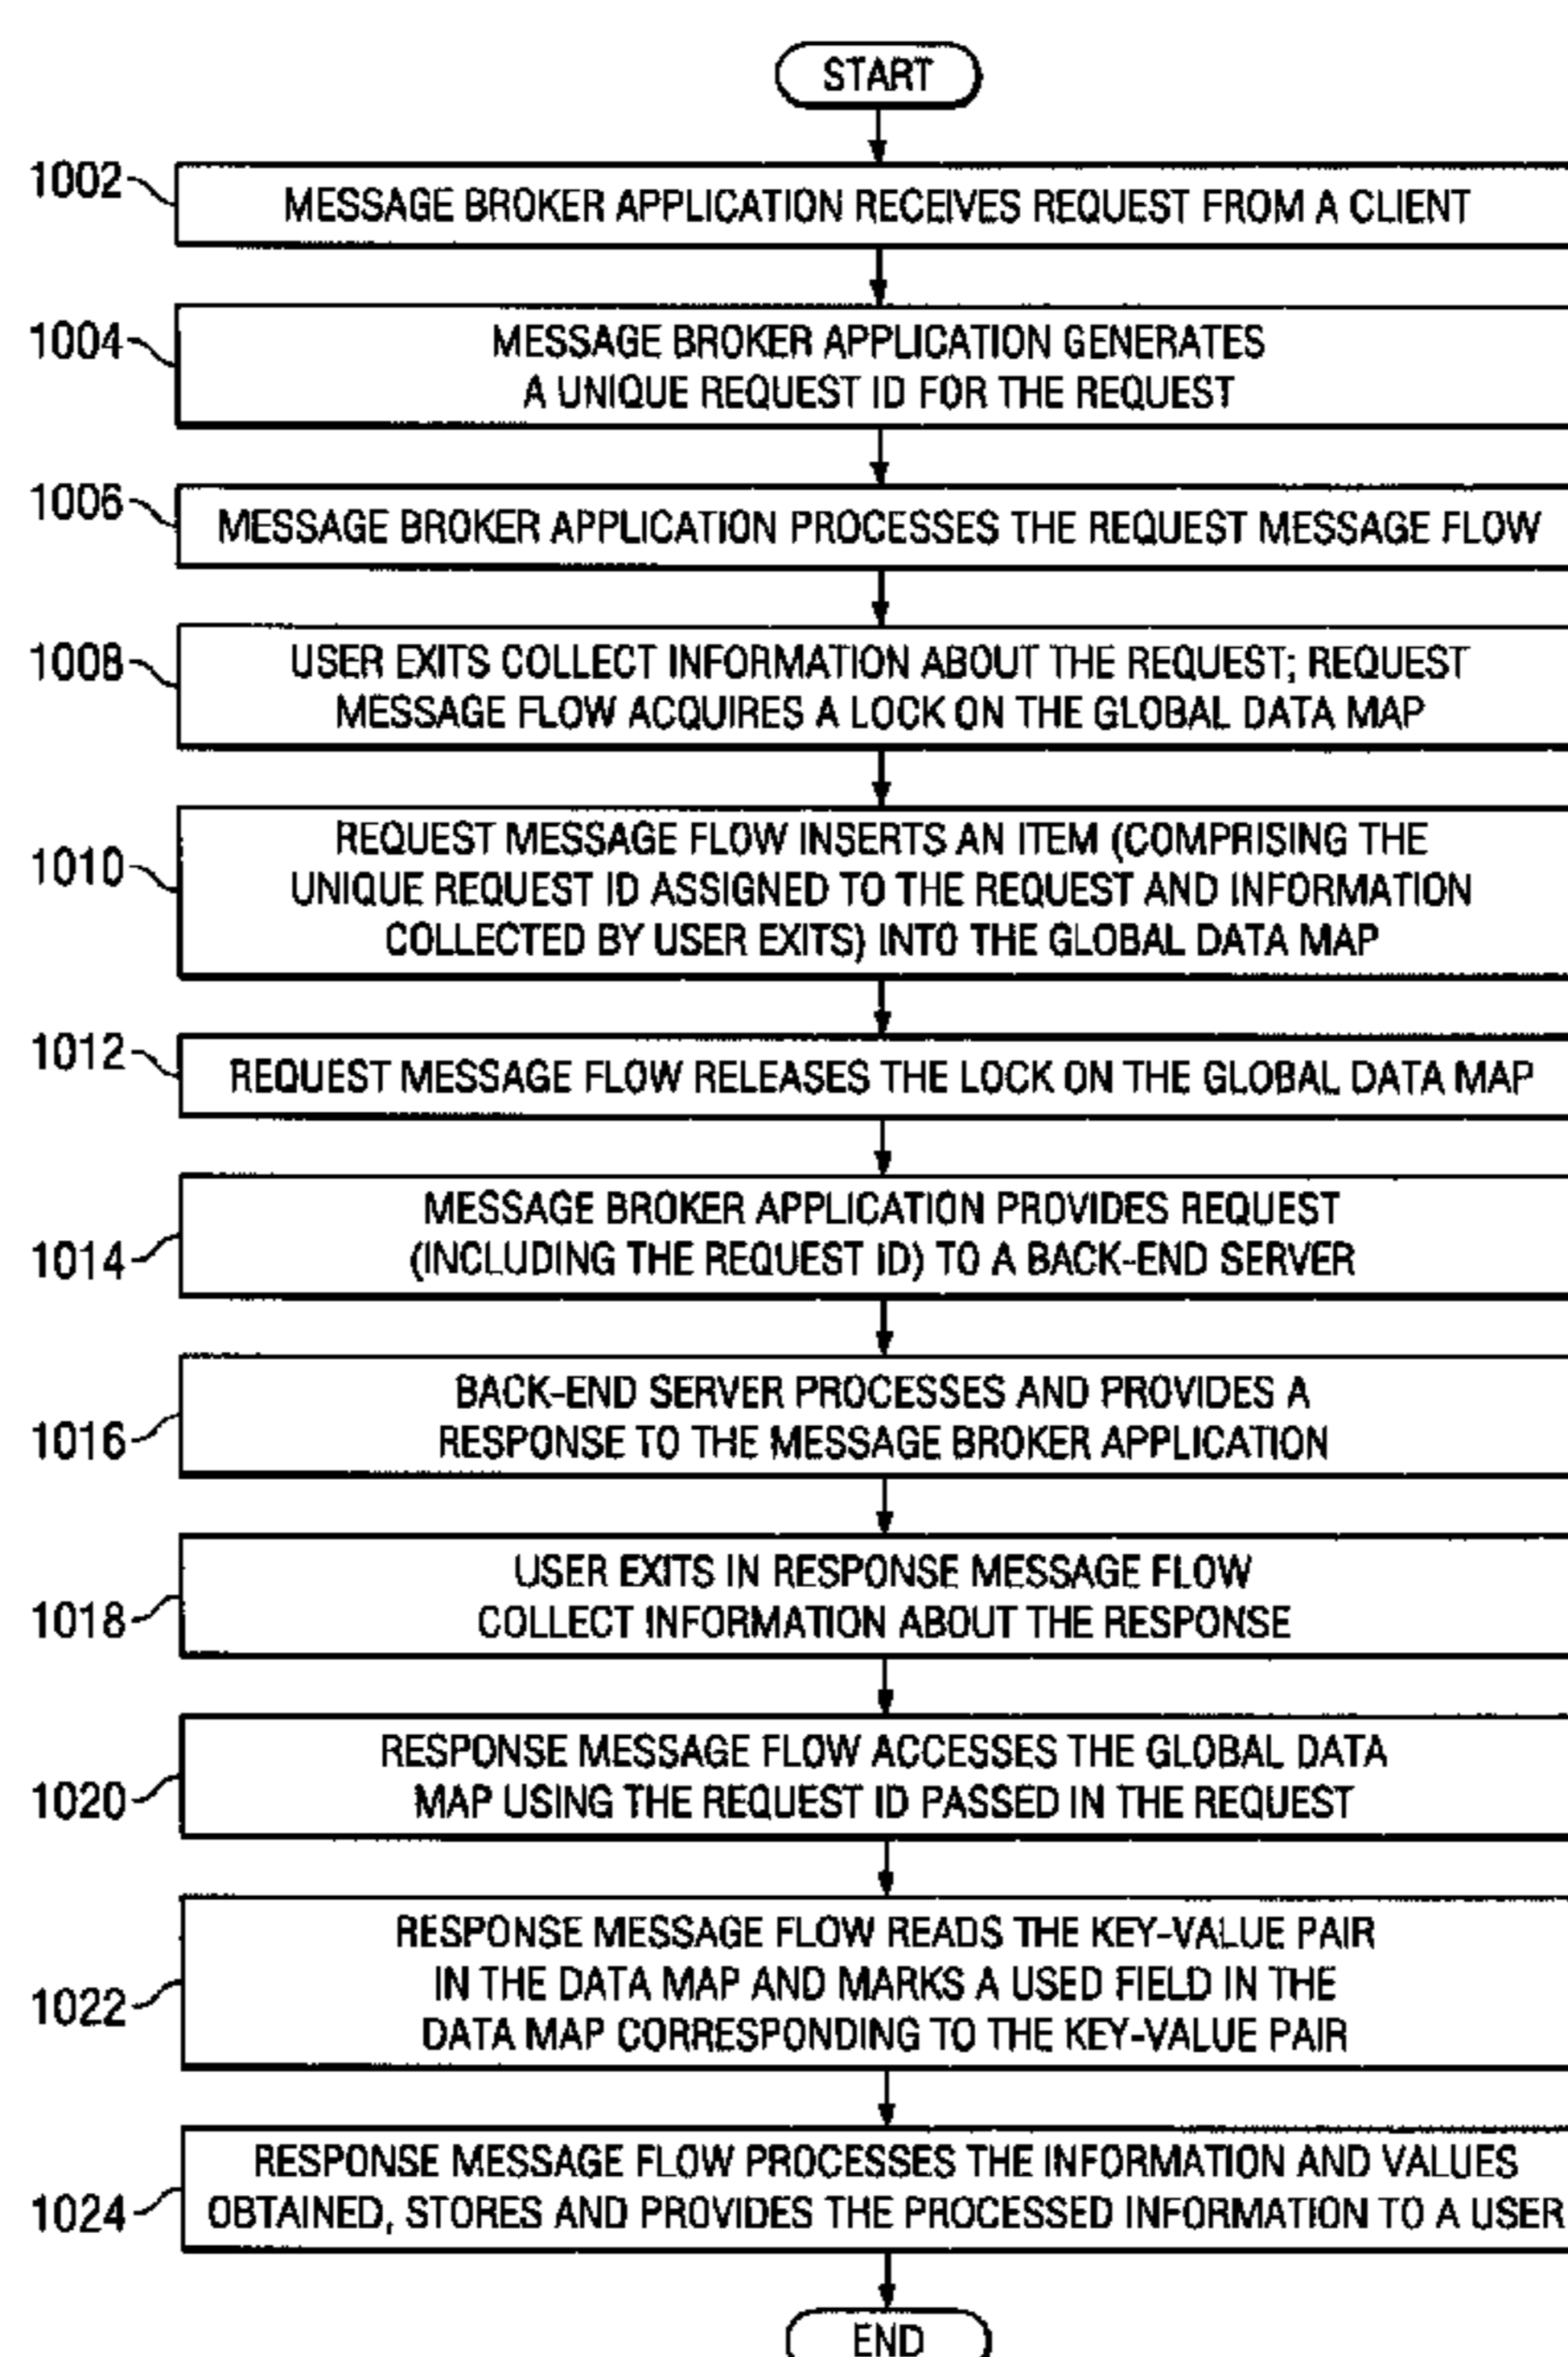 START
1002
MESSAGE BROKER APPLICATION RECEIVES REQUEST FROM A CLIENT
1004
MESSAGE BROKER APPLICATION GENERATES
A UNIQUE REQUEST ID FOR THE REQUEST
1006
MESSAGE BROKER APPLICATION PROCESSES THE REQUEST MESSAGE FLOW
1008
USER EXITS COLLECT INFORMATION ABOUT THE REQUEST; REQUEST
MESSAGE FLOW ACQUIRES A LOCK ON THE GLOBAL DATA MAP
1010
REQUEST MESSAGE FLOW INSERTS AN ITEM (COMPRISING THE
UNIQUE REQUEST ID ASSIGNED TO THE REQUEST AND INFORMATION
COLLECTED BY USER EXITS) INTO THE GLOBAL DATA MAP
1012
REQUEST MESSAGE FLOW RELEASES THE LOCK ON THE GLOBAL DATA MAP
1014
MESSAGE BROKER APPLICATION PROVIDES REQUEST
(INCLUDING THE REQUEST ID) TO A BACK-END SERVER
1016
BACK-END SERVER PROCESSES AND PROVIDES A
RESPONSE TO THE MESSAGE BROKER APPLICATION
1018
USER EXITS IN RESPONSE MESSAGE FLOW
COLLECT INFORMATION ABOUT THE RESPONSE
1020
RESPONSE MESSAGE FLOW ACCESSES THE GLOBAL DATA
MAP USING THE REQUEST ID PASSED IN THE REQUEST
1022
RESPONSE MESSAGE FLOW READS THE KEY-VALUE PAIR
IN THE DATA MAP AND MARKS A USED FIELD IN THE
DATA MAP CORRESPONDING TO THE KEY-VALUE PAIR
1024
RESPONSE MESSAGE FLOW PROCESSES THE INFORMATION AND VALUES
OBTAINED, STORES AND PROVIDES THE PROCESSED INFORMATION TO A USER
END